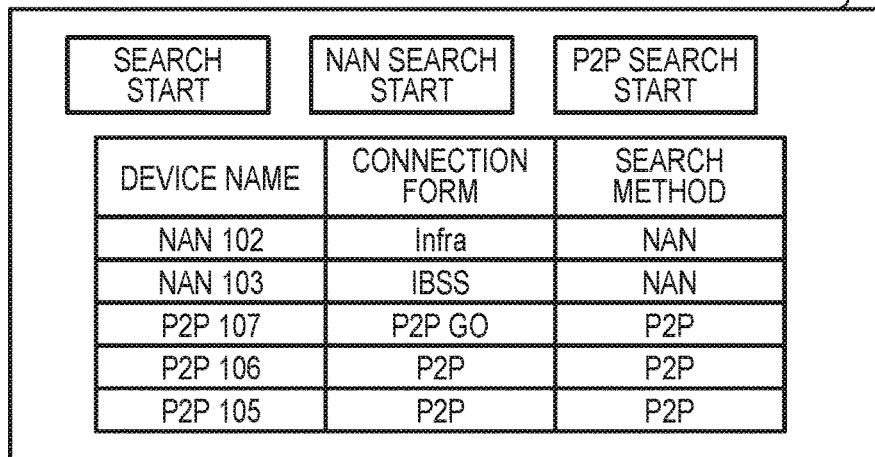 SEARCH START NAN SEARCH START P2P SEARCH START
DEVICE NAME CONNECTION FORM SEARCH METHOD
NAN 102 Infra NAN
NAN 103 IBSS NAN
P2P 107 P2P GO P2P
P2P 106 P2P P2P
P2P 105 P2P P2P